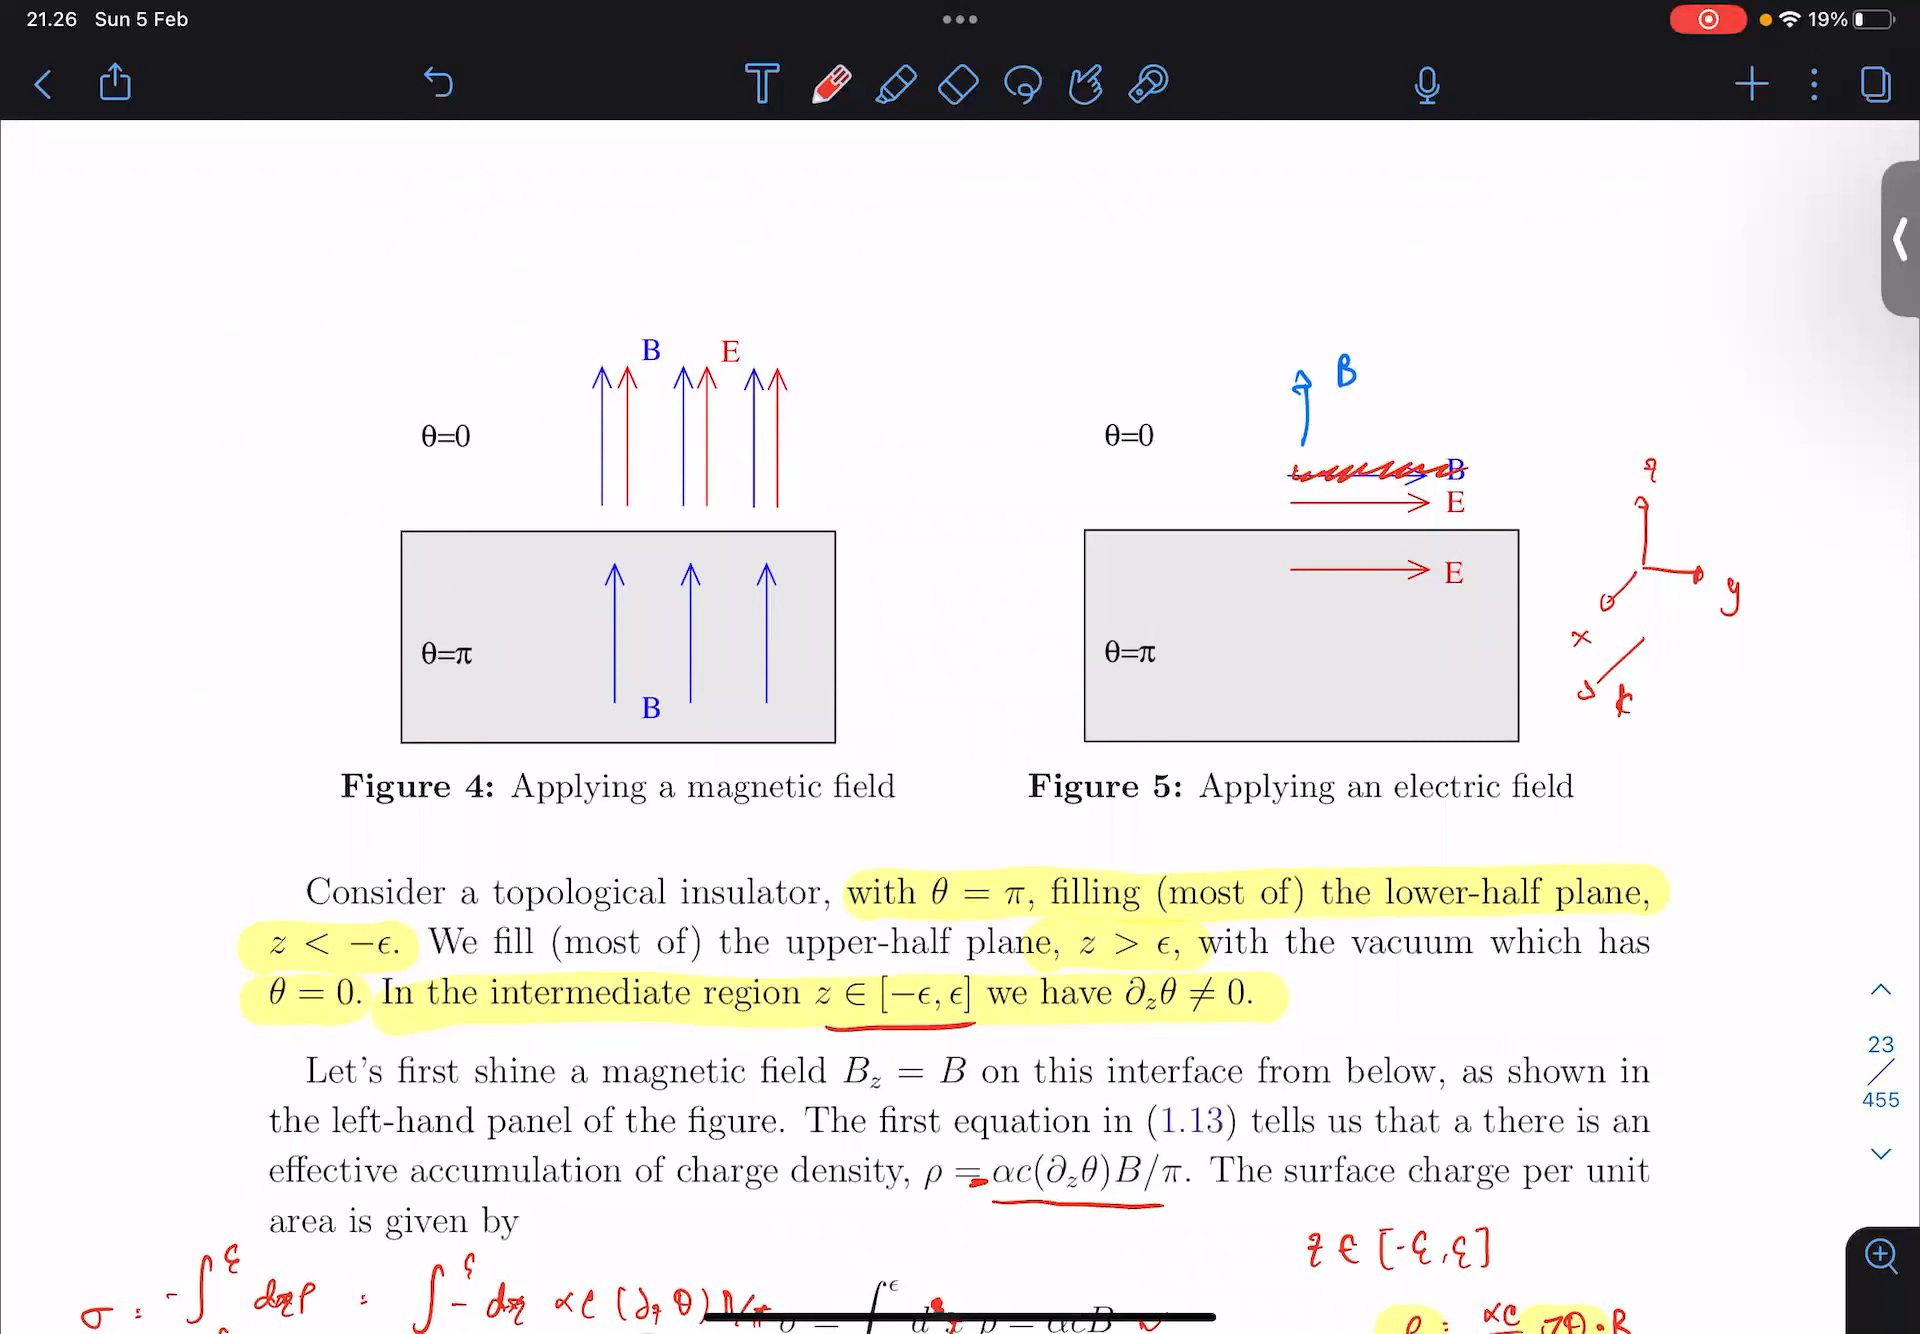 21.26 Sun 5 Feb
19%
B E
θ=0
θ=π
B
B
θ=0
B
E
E
θ=π
z
y
x
k
Figure 4: Applying a magnetic field
Figure 5: Applying an electric field
Consider a topological insulator, with θ = π, filling (most of) the lower-half plane,
z < −ϵ. We fill (most of) the upper-half plane, z > ϵ, with the vacuum which has
θ = 0. In the intermediate region z ∈ [−ϵ, ϵ] we have ∂zθ ≠ 0.
23
/
455
Let's first shine a magnetic field Bz = B on this interface from below, as shown in
the left-hand panel of the figure. The first equation in (1.13) tells us that a there is an
effective accumulation of charge density, ρ = αc(∂zθ)B/π. The surface charge per unit
area is given by
z ∈ [-ε, ε]